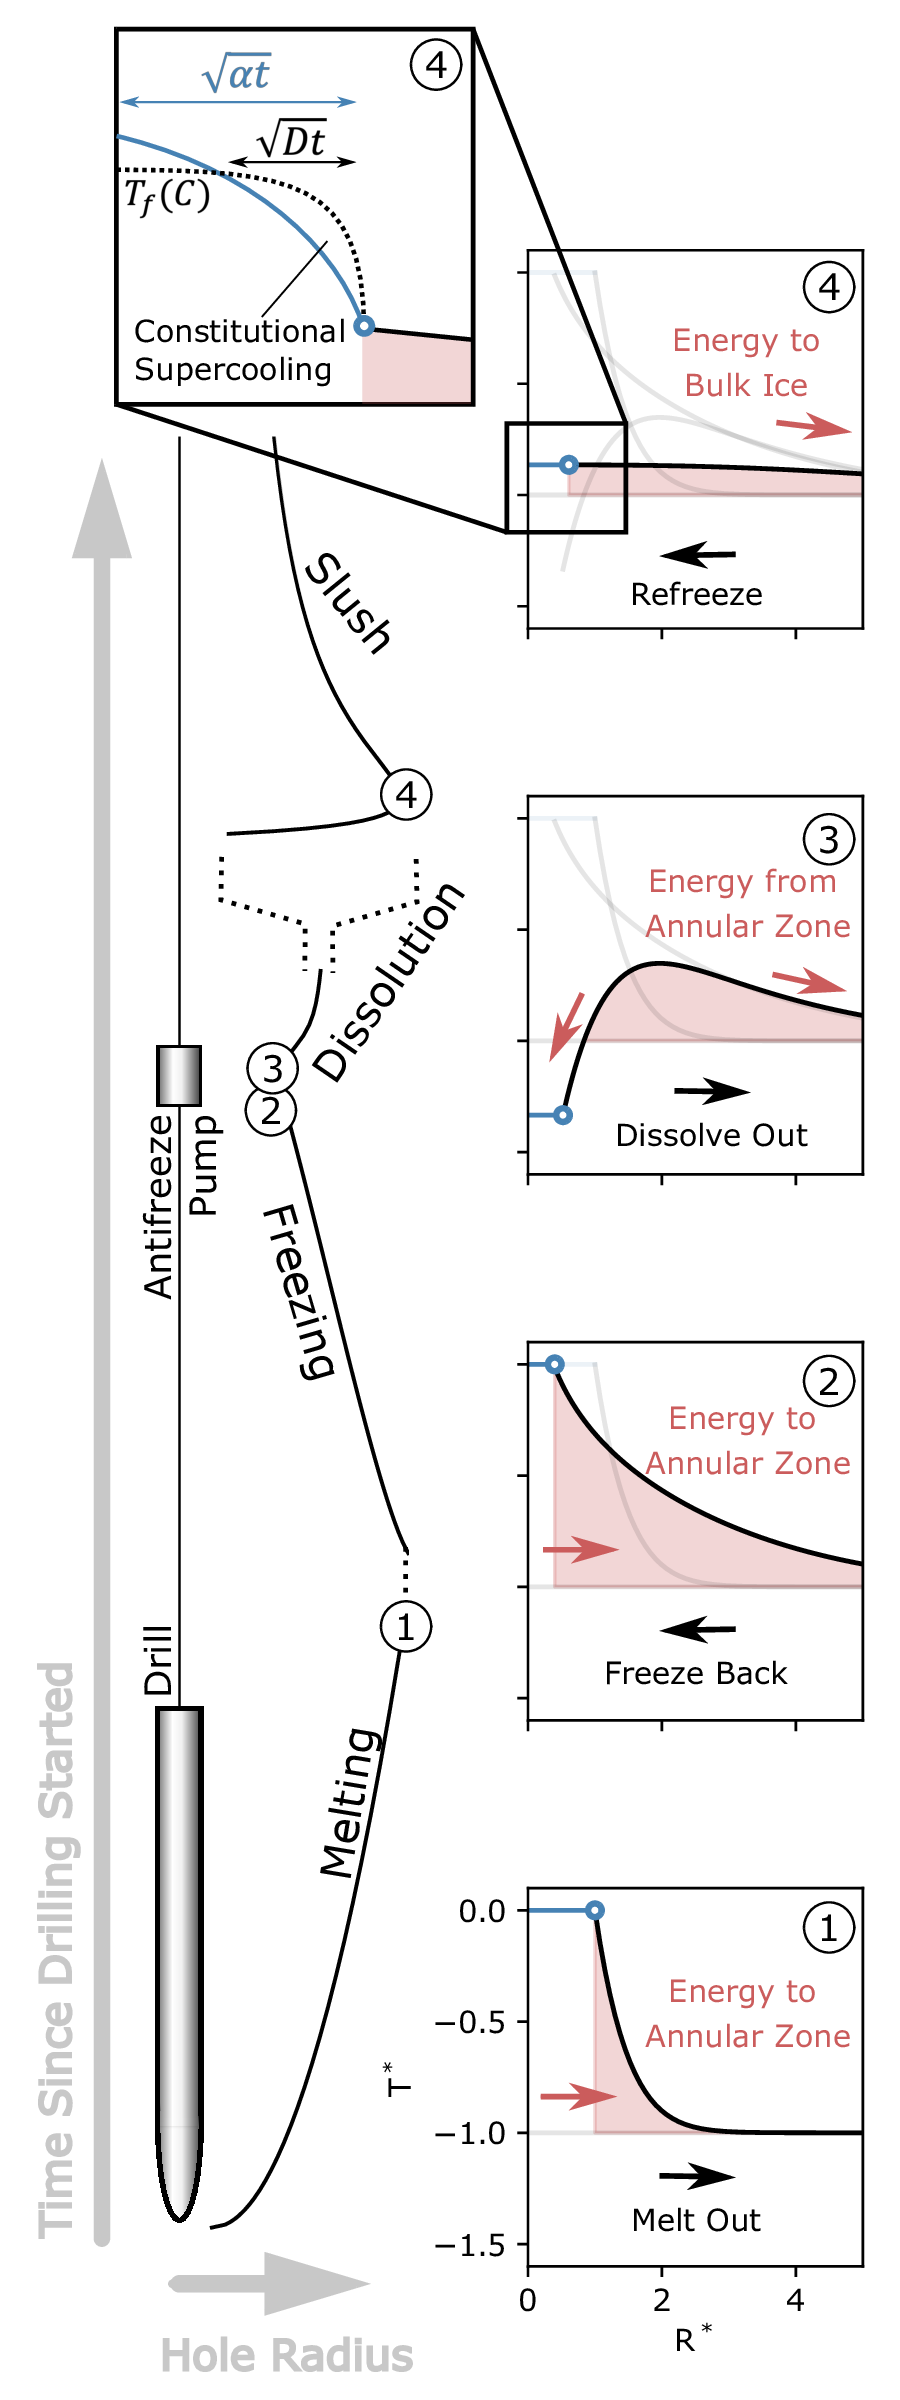 ④
√αt
√Dt
T_f(C)
Constitutional
Supercooling
④
Energy to
Bulk Ice
Refreeze
Slush
④
③
Energy from
Annular Zone
Dissolve Out
Dissolution
③
②
Antifreeze
Pump
Freezing
②
Energy to
Annular Zone
Freeze Back
①
Drill
Melting
Time Since Drilling Started
Hole Radius
①
Energy to
Annular Zone
Melt Out
0.0
−0.5
−1.0
−1.5
T*
0
2
4
R*